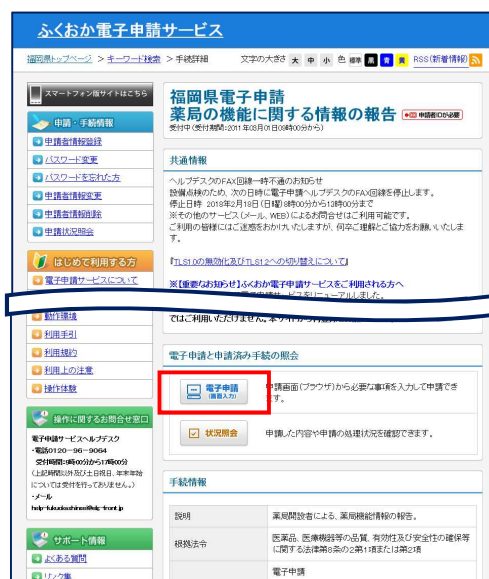 ふくおか電子申請サービス
福岡県トップページ > キーワード検索 > 手続詳細
文字の大きさ 大 中 小 色 標準 黒 青 黄 RSS(新着情報)
スマートフォン版サイトはこちら
申請・手続情報
申請者情報登録
パスワード変更
パスワードを忘れた方
申請者情報変更
申請者情報削除
申請状況照会
はじめて利用する方
電子申請サービスについて
動作環境
利用手引
利用規約
利用上の注意
操作体験
操作に関するお問合せ窓口
電子申請サービスヘルプデスク
・電話0120-96-9064
受付時間:9時00分から17時00分
(上記時間以外及び土日祝日、年末年始
については受付を行っておりません。)
・メール
help-fukuokashinsei@elg-front.jp
サポート情報
よくある質問
リンク集
福岡県電子申請
薬局の機能に関する情報の報告
申請者IDが必要
受付中(受付期間:2011年03月01日09時00分から)
共通情報
ヘルプデスクのFAX回線一時不通のお知らせ
設備点検のため、次の日時に電子申請ヘルプデスクのFAX回線を停止します。
停止日時 2018年2月18日(日曜)8時00分から13時00分まで
※その他のサービス(メール、WEB)によるお問合せはご利用可能です。
ご利用の皆様にはご迷惑をおかけいたしますが、何卒ご理解とご協力をお願いいたしま
す。
『TLS1.0の無効化及びTLS1.2への切り替えについて』
※【重要なお知らせ】ふくおか電子申請サービスをご利用される方へ
ではご利用いただけません。
電子申請と申請済み手続の照会
電子申請
(画面入力)
申請画面(ブラウザ)から必要な事項を入力して申請でき
ます。
状況照会
申請した内容や申請の処理状況を確認できます。
手続情報
説明
薬局開設者による、薬局機能情報の報告。
根拠法令
医薬品、医療機器等の品質、有効性及び安全性の確保等
に関する法律第8条の2第1項または第2項
電子申請